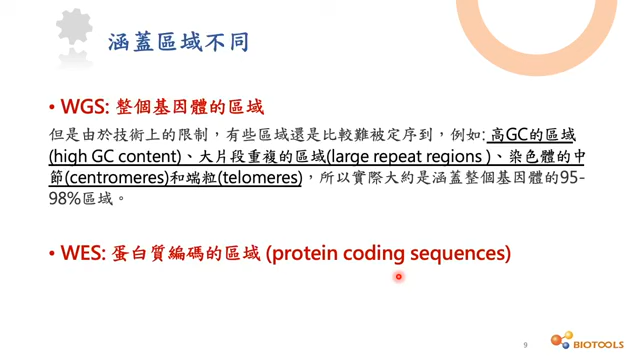 涵蓋區域不同
• WGS: 整個基因體的區域
但是由於技術上的限制，有些區域還是比較難被定序到，例如: 高GC的區域
(high GC content)、大片段重複的區域(large repeat regions )、染色體的中
節(centromeres)和端粒(telomeres)，所以實際大約是涵蓋整個基因體的95-
98%區域。
• WES: 蛋白質編碼的區域 (protein coding sequences)
9
BIOTOOLS